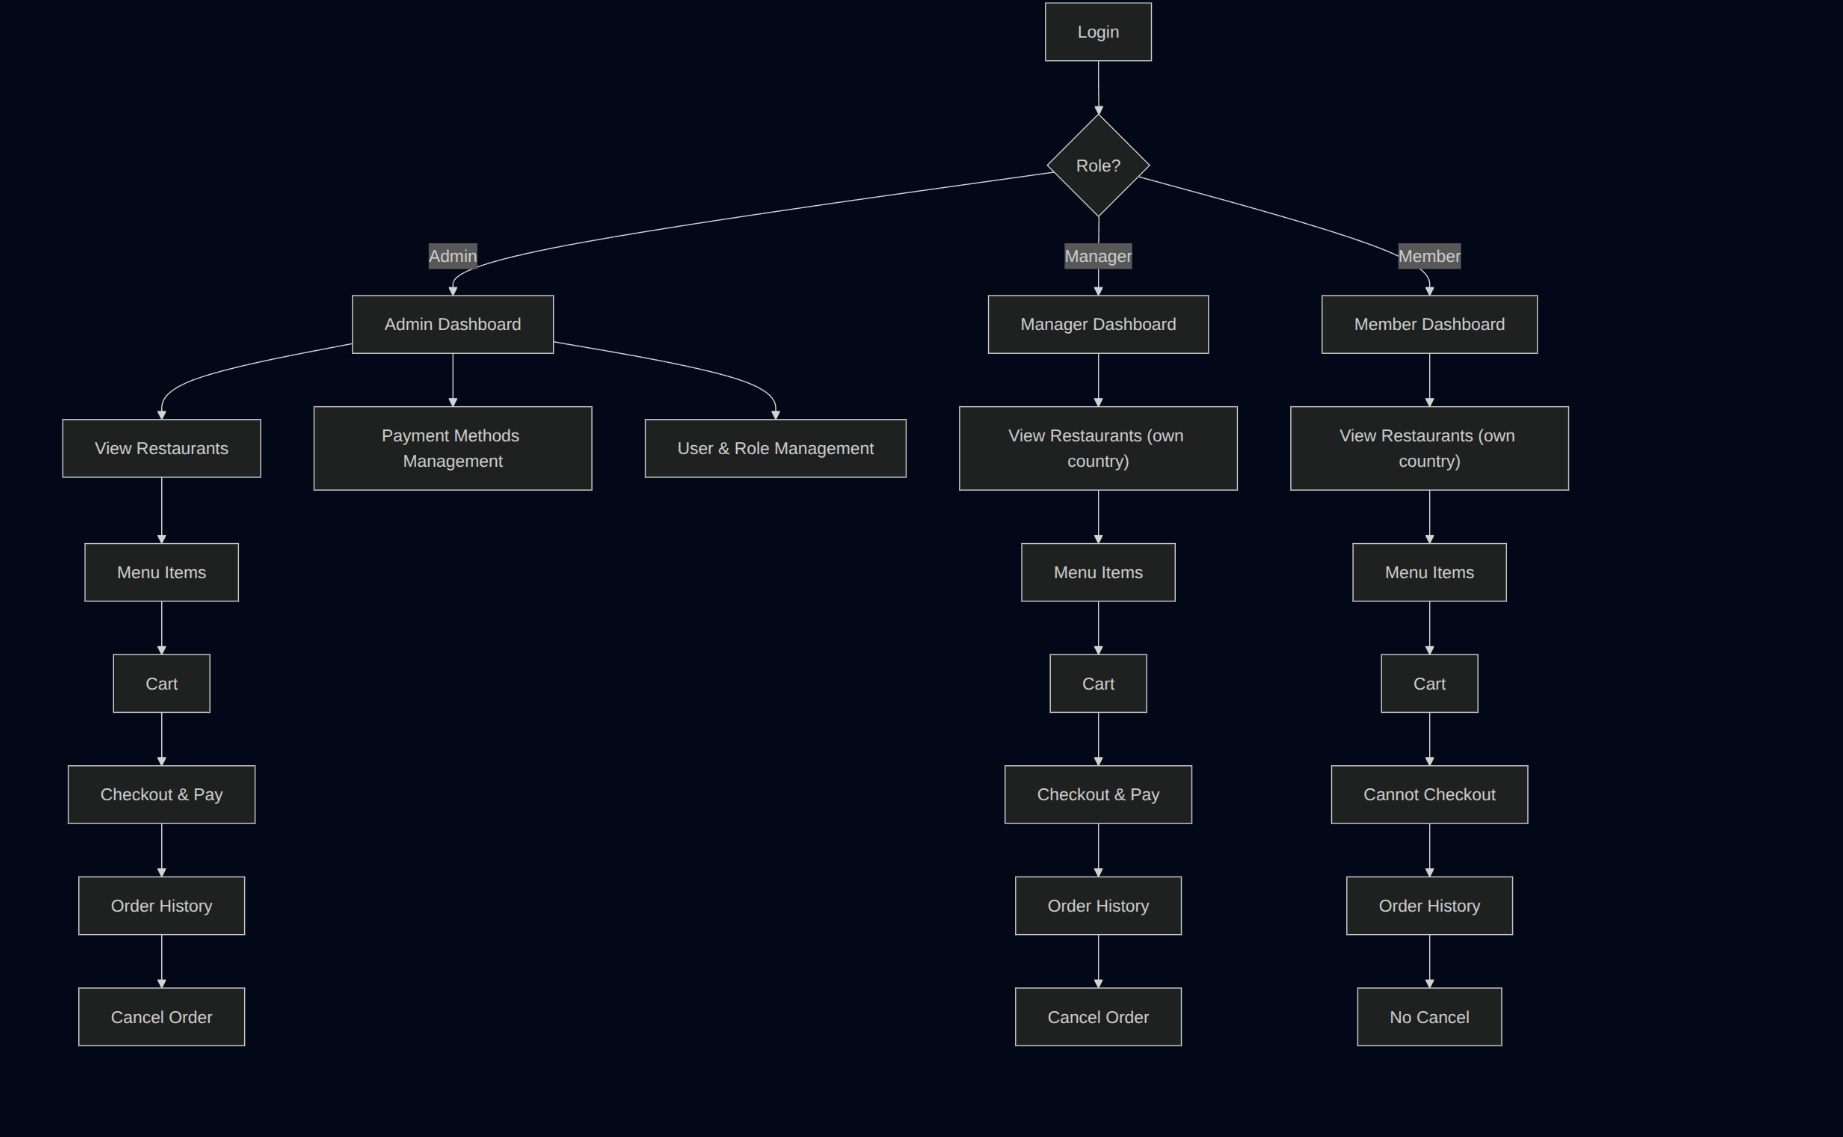 Login
Role?
Admin
Manager
Member
Admin Dashboard
Manager Dashboard
Member Dashboard
View Restaurants
Payment Methods
Management
User & Role Management
View Restaurants (own
country)
View Restaurants (own
country)
Menu Items
Menu Items
Menu Items
Cart
Cart
Cart
Checkout & Pay
Checkout & Pay
Cannot Checkout
Order History
Order History
Order History
Cancel Order
Cancel Order
No Cancel